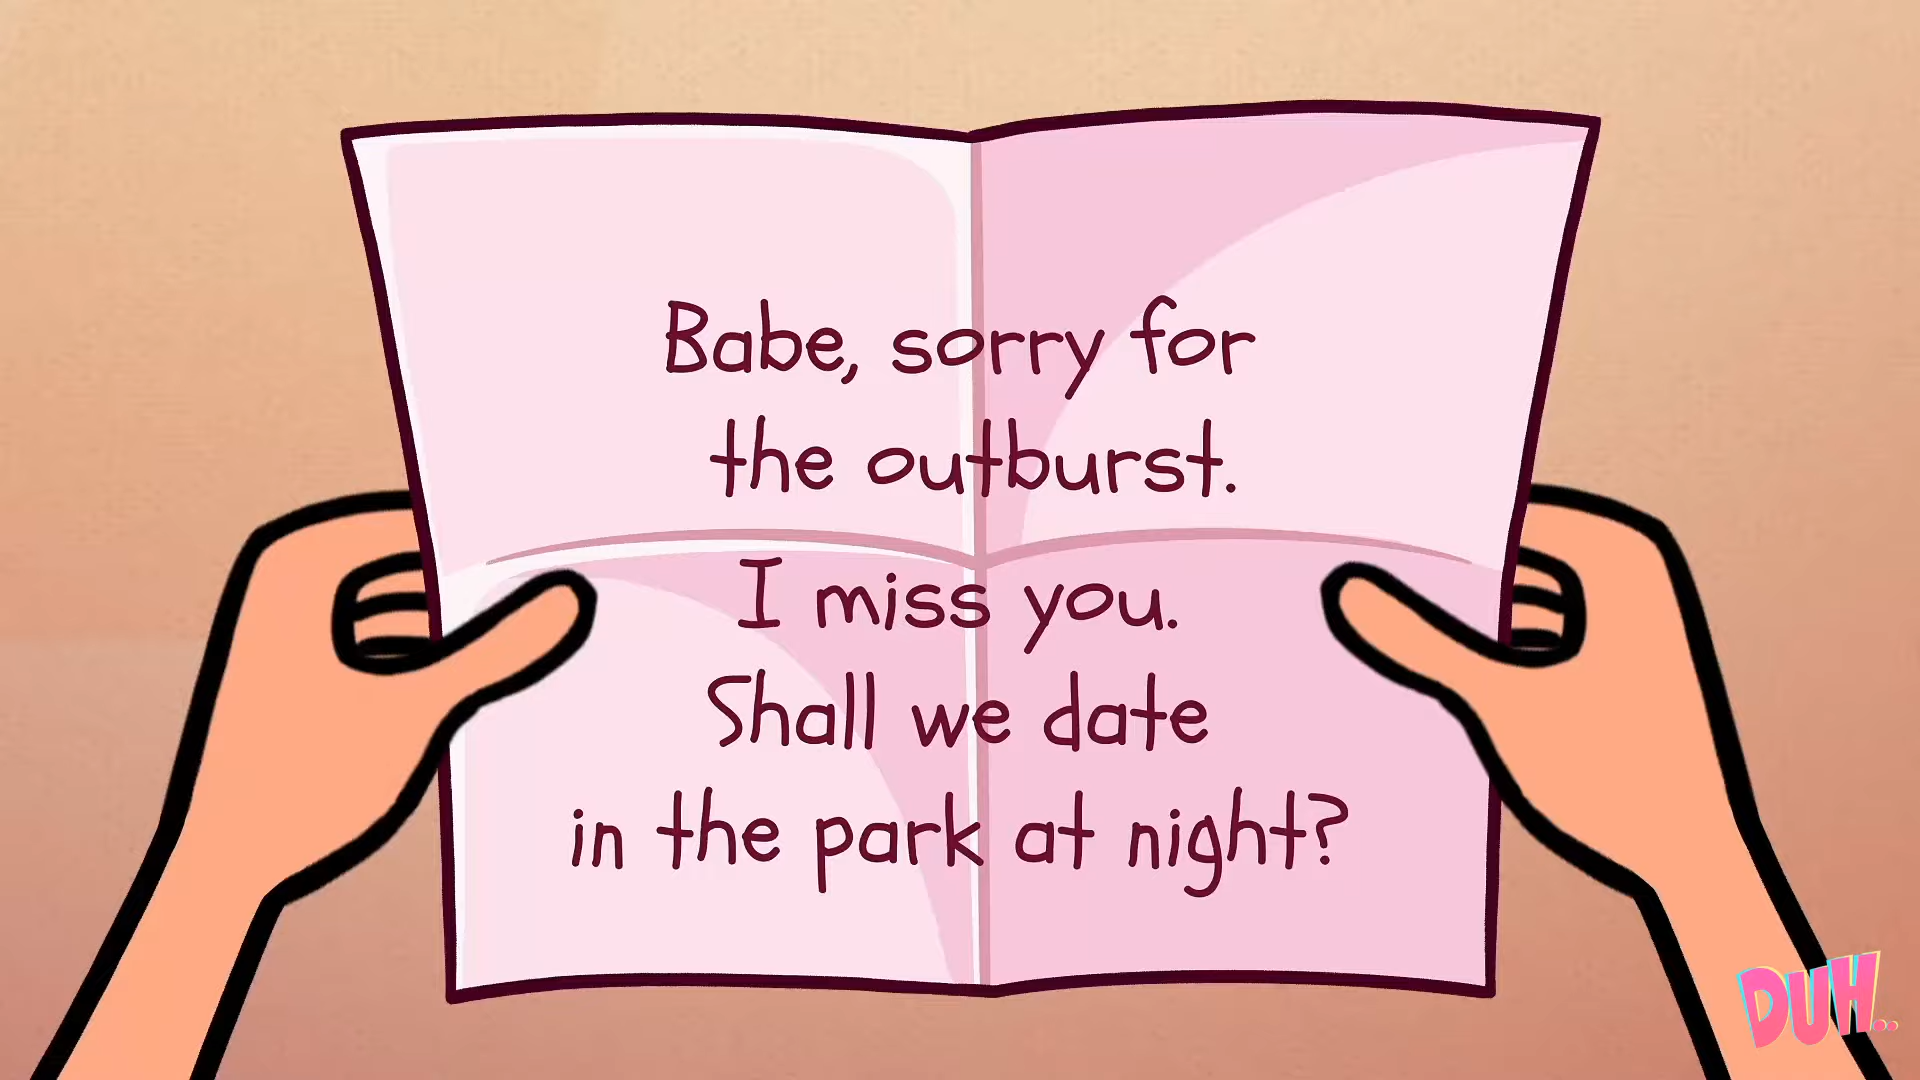 Babe, sorry for
the outburst.
I miss you.
Shall we date
in the park at night?
DUH..